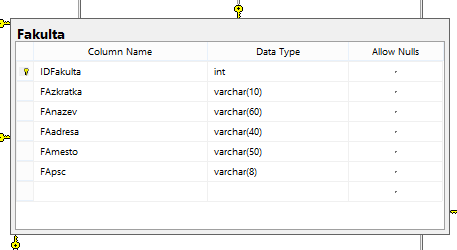 Fakulta
Column Name Data Type Allow Nulls
IDFakulta int
FAzkratka varchar(10)
FAnazev varchar(60)
FAadresa varchar(40)
FAmesto varchar(50)
FApsc varchar(8)